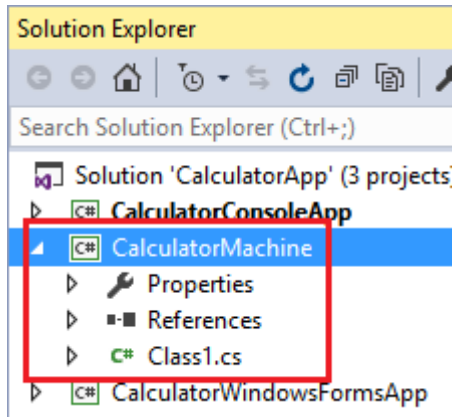 Solution Explorer
Search Solution Explorer (Ctrl+;)
Solution 'CalculatorApp' (3 projects)
C# CalculatorConsoleApp
C# CalculatorMachine
Properties
References
C# Class1.cs
C# CalculatorWindowsFormsApp